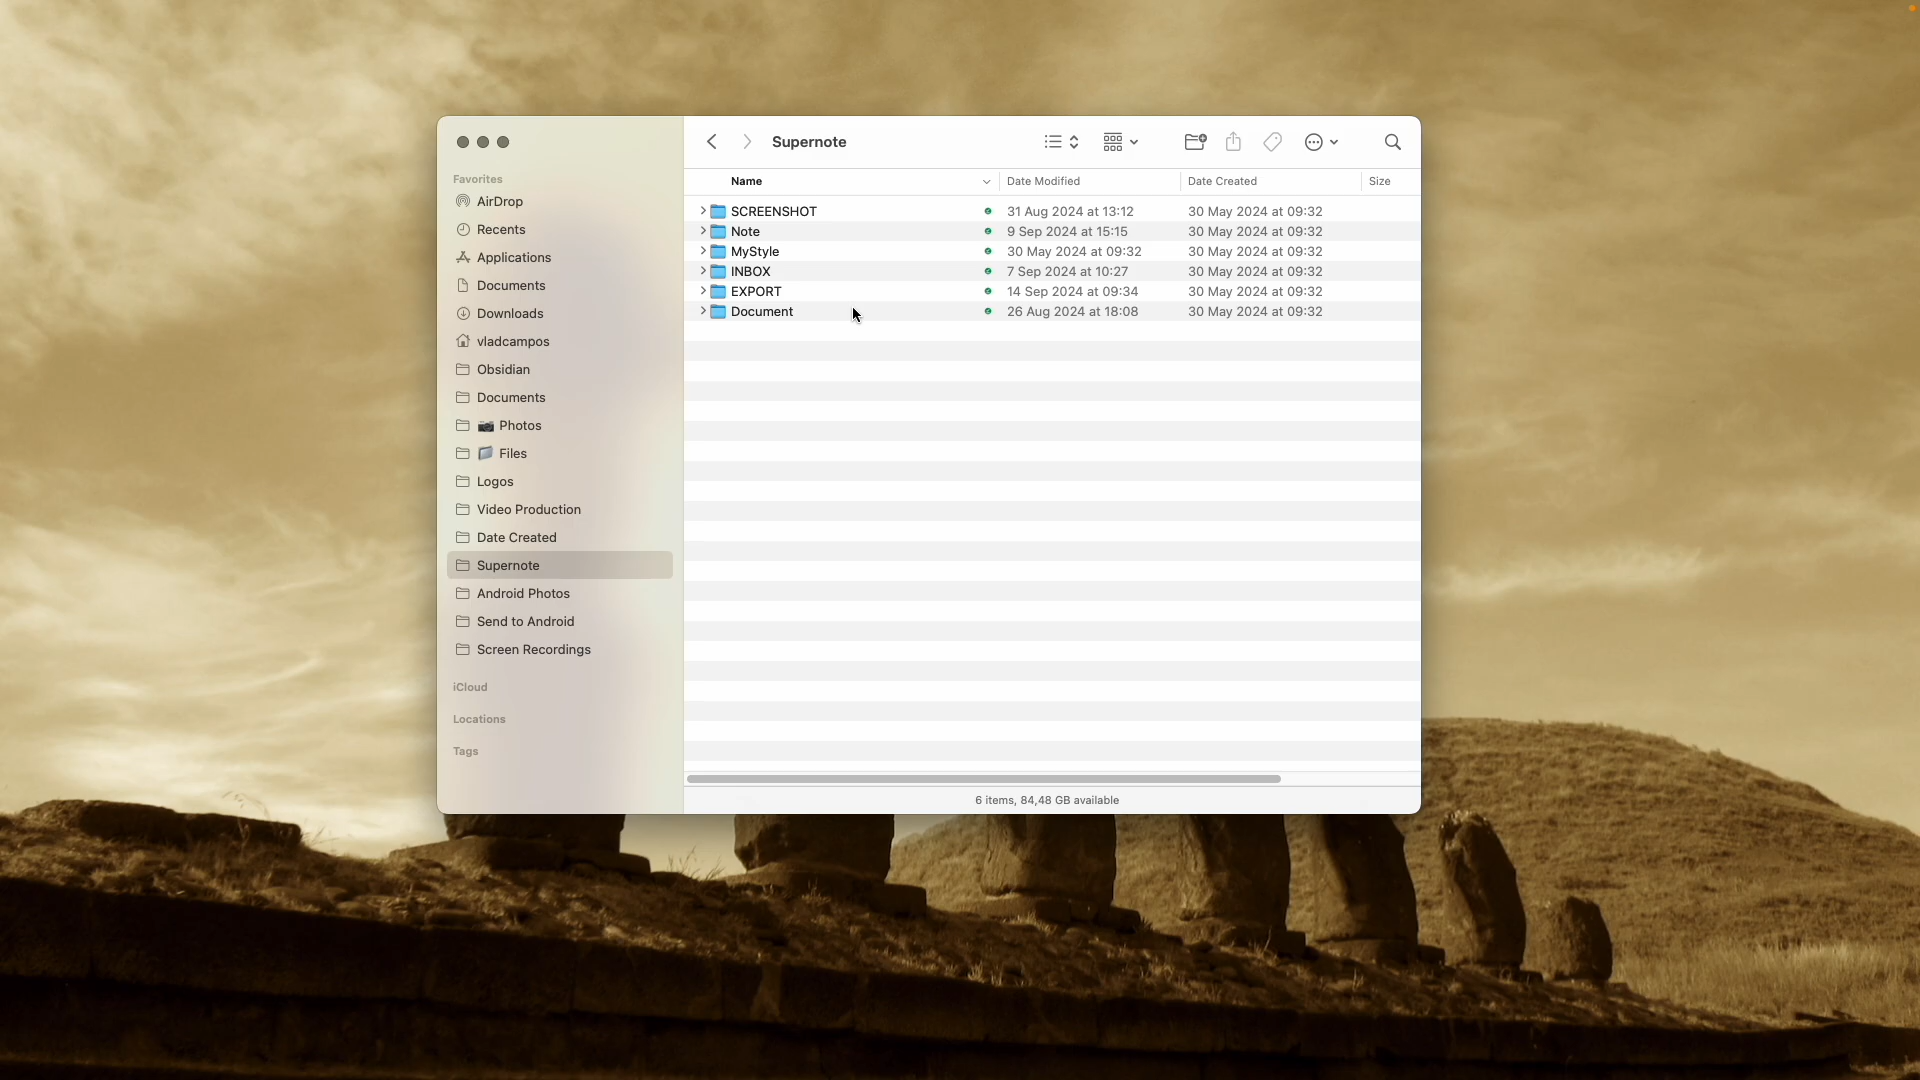 Supernote
Favorites
AirDrop
Recents
Applications
Documents
Downloads
vladcampos
Obsidian
Documents
Photos
Files
Logos
Video Production
Date Created
Supernote
Android Photos
Send to Android
Screen Recordings
iCloud
Locations
Tags
Name Date Modified Date Created Size
SCREENSHOT 31 Aug 2024 at 13:12 30 May 2024 at 09:32
Note 9 Sep 2024 at 15:15 30 May 2024 at 09:32
MyStyle 30 May 2024 at 09:32 30 May 2024 at 09:32
INBOX 7 Sep 2024 at 10:27 30 May 2024 at 09:32
EXPORT 14 Sep 2024 at 09:34 30 May 2024 at 09:32
Document 26 Aug 2024 at 18:08 30 May 2024 at 09:32
6 items, 84,48 GB available